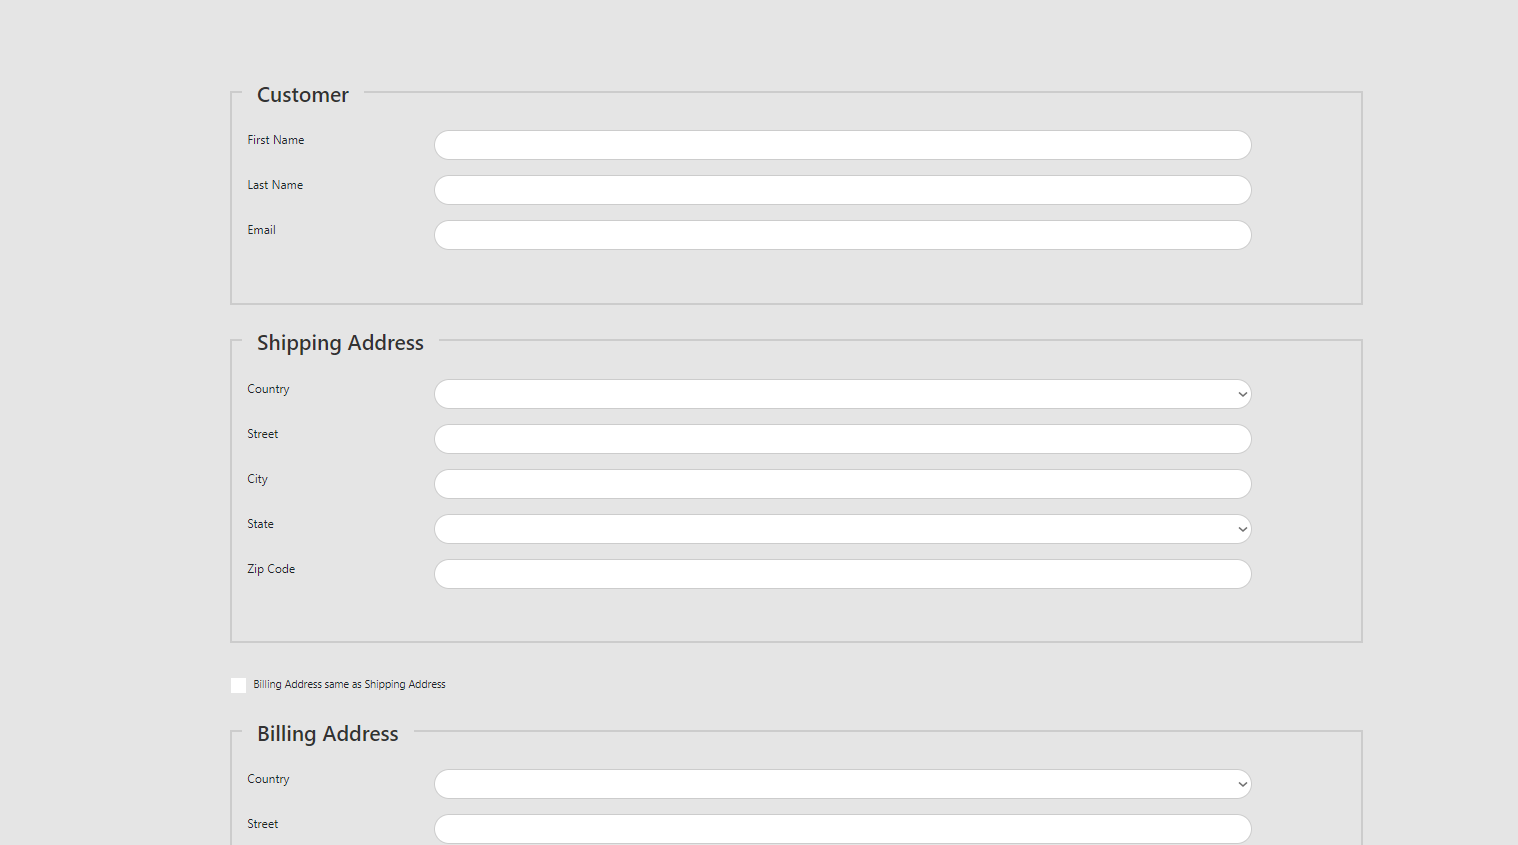 Customer
First Name
Last Name
Email
Shipping Address
Country
Street
City
State
Zip Code
Billing Address same as Shipping Address
Billing Address
Country
Street